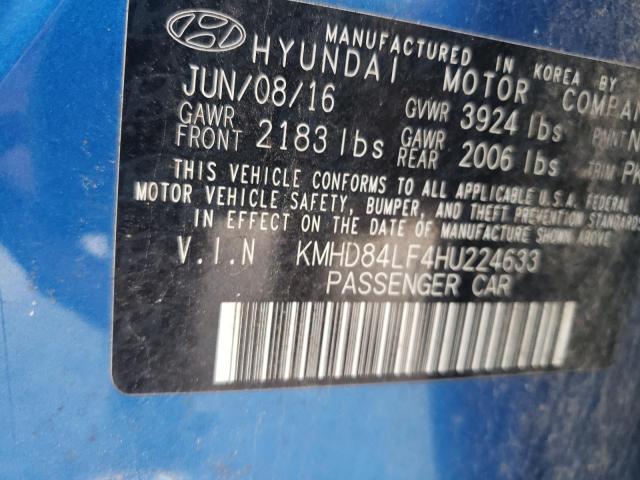 MANUFACTURED IN KOREA BY
HYUNDAI MOTOR
JUN/08/16 GVWR 3924 lbs
GAWR FRONT 2183 lbs GAWR REAR 2006 lbs
THIS VEHICLE CONFORMS TO ALL APPLICABLE U.S.A. FEDERAL
MOTOR VEHICLE SAFETY, BUMPER, AND THEFT PREVENTION
IN EFFECT ON THE DATE OF MANUFACTURE SHOWN ABOVE
V.I.N KMHD84LF4HU224633
PASSENGER CAR